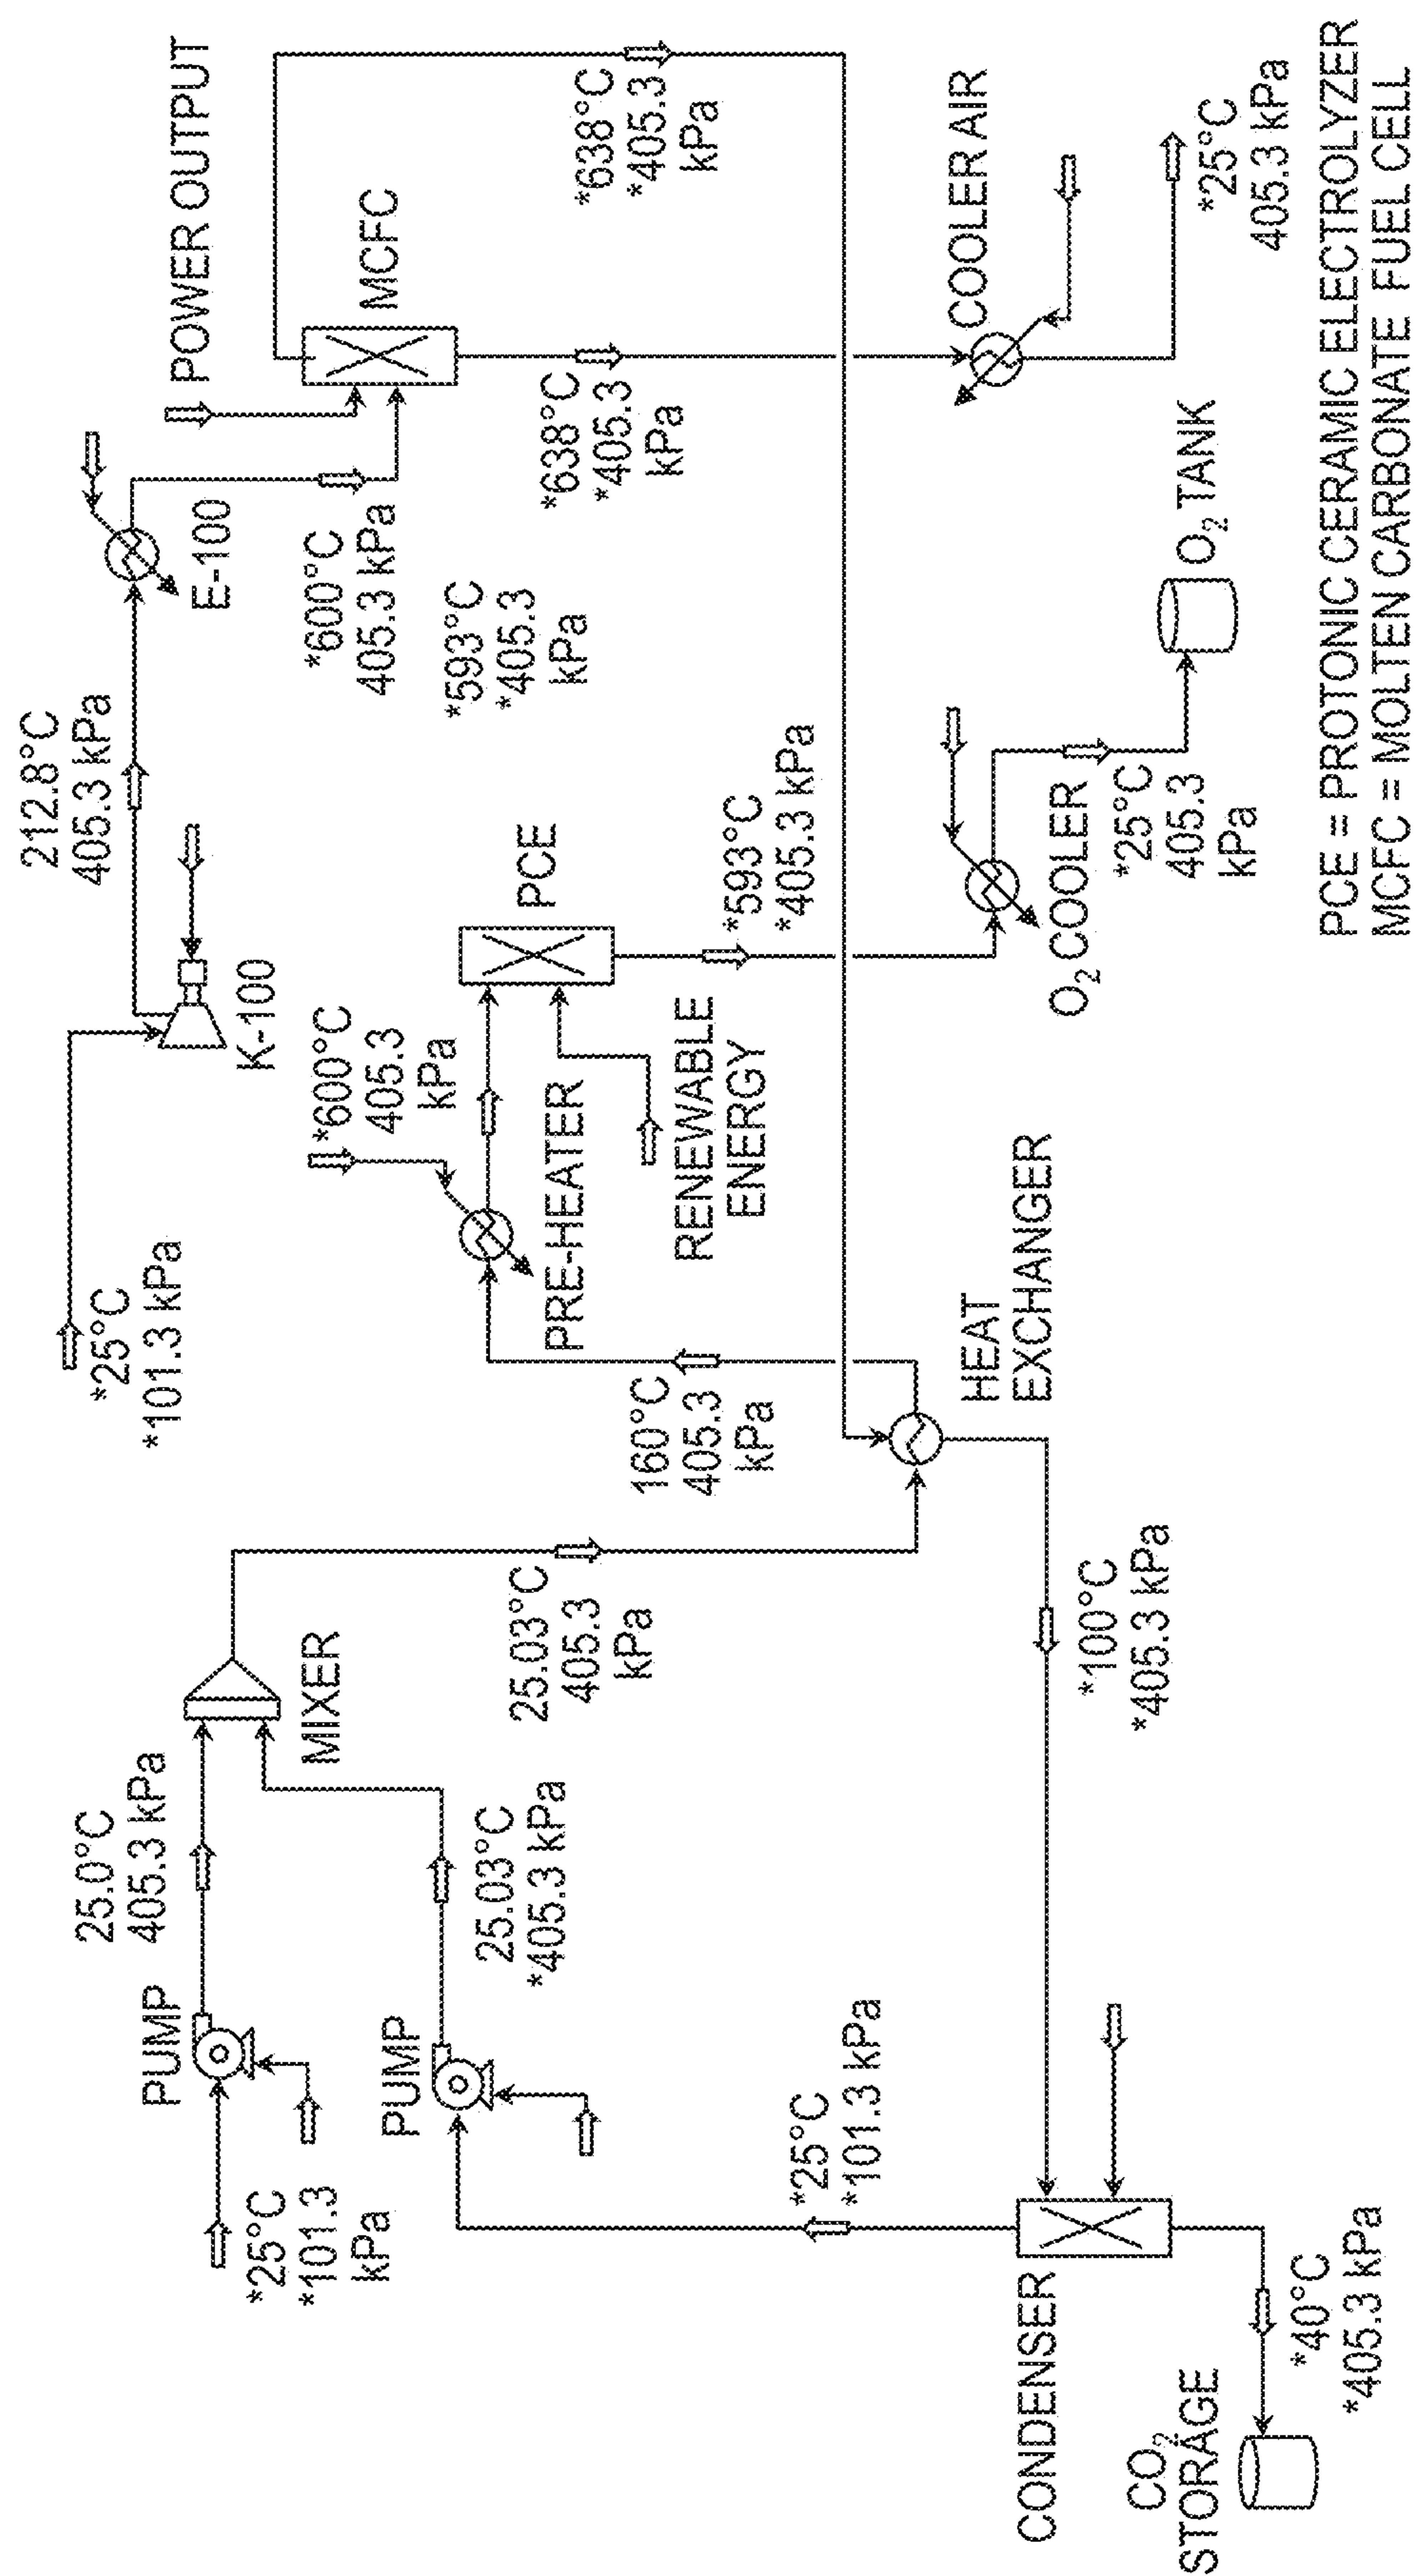 *25°C
*101.3 kPa
K-100
212.8°C
405.3 kPa
E-100
*600°C
405.3 kPa
POWER OUTPUT
MCFC
*638°C
*405.3
kPa
*638°C
*405.3
kPa
*593°C
*405.3
kPa
PUMP
*25°C
*101.3
kPa
25.0°C
405.3 kPa
MIXER
PUMP
25.03°C
*405.3 kPa
25.03°C
405.3
kPa
160°C
405.3
kPa
PRE-HEATER
*600°C
405.3
kPa
PCE
RENEWABLE
ENERGY
*593°C
*405.3 kPa
HEAT
EXCHANGER
*25°C
*101.3 kPa
*100°C
*405.3 kPa
CONDENSER
CO2
STORAGE
*40°C
*405.3 kPa
O2 COOLER
*25°C
405.3
kPa
O2 TANK
COOLER AIR
*25°C
405.3 kPa
PCE = PROTONIC CERAMIC ELECTROLYZER
MCFC = MOLTEN CARBONATE FUEL CELL